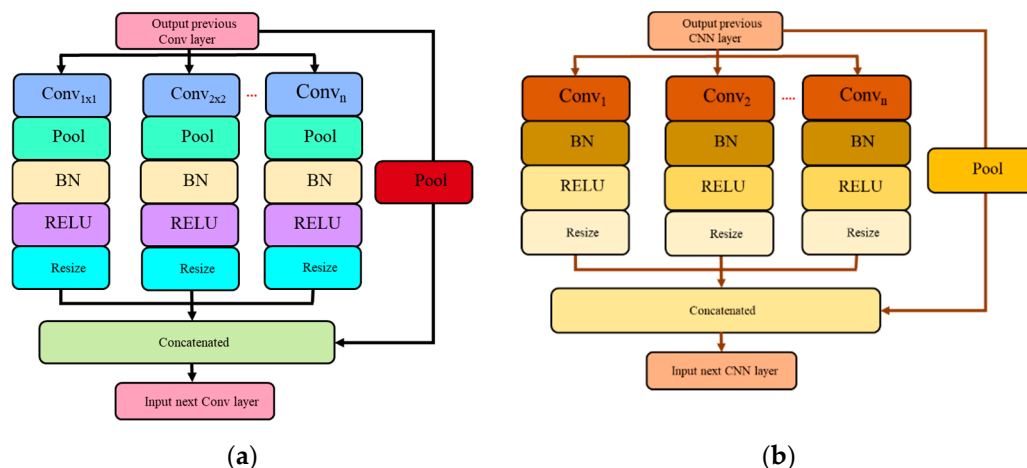 Output previous
Conv layer
Conv1x1
Conv2x2
...
Convn
Pool
Pool
Pool
BN
BN
BN
Pool
RELU
RELU
RELU
Resize
Resize
Resize
Concatenated
Input next Conv layer
(a)
Output previous
CNN layer
Conv1
Conv2
....
Convn
BN
BN
BN
Pool
RELU
RELU
RELU
Resize
Resize
Resize
Concatenated
Input next CNN layer
(b)